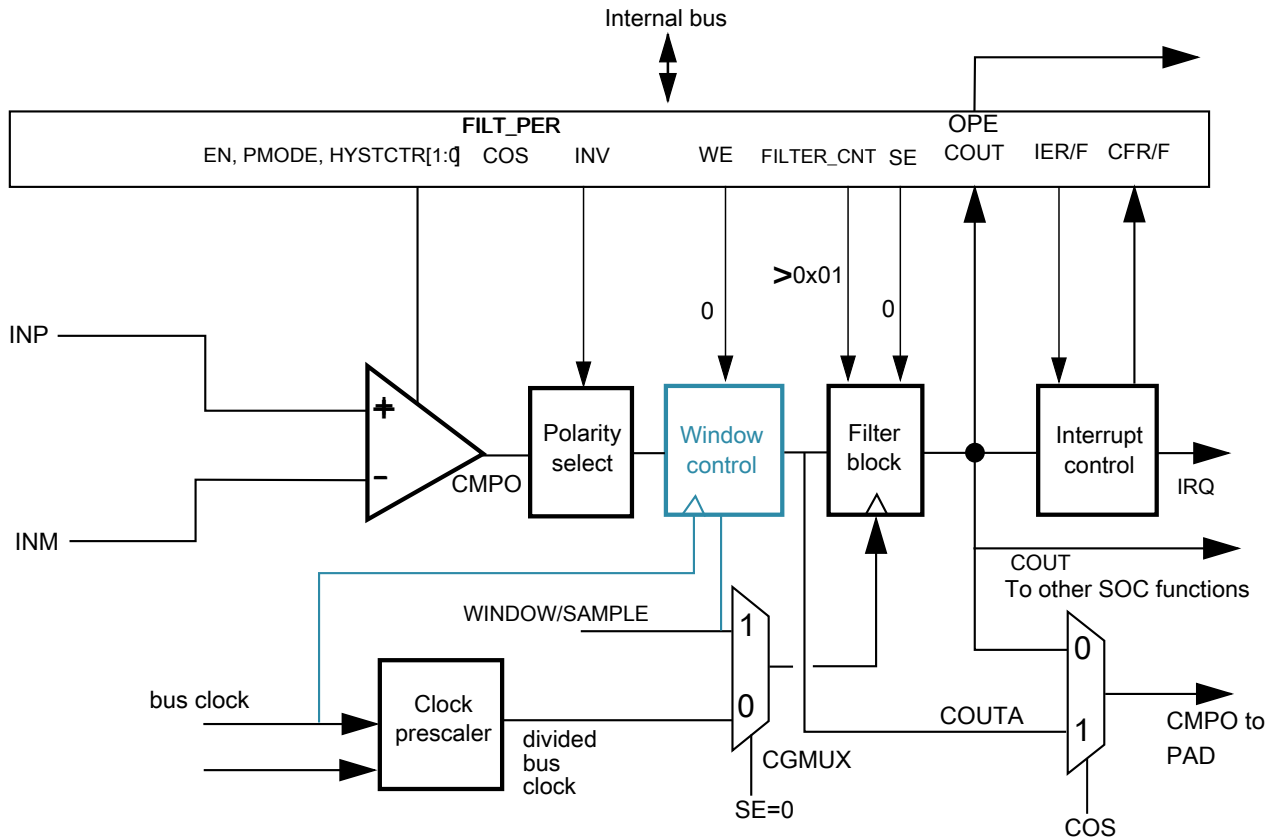 Internal bus
FILT_PER
OPE
EN, PMODE, HYSTCTR[1:0] COS INV WE FILTER_CNT SE COUT IER/F CFR/F
>0x01
0
0
INP
+
Polarity
select
Window
control
Filter
block
Interrupt
control
-
CMPO
IRQ
INM
COUT
To other SOC functions
WINDOW/SAMPLE
1
0
bus clock
Clock
prescaler
0
COUTA
1
CMPO to
PAD
divided
bus
clock
CGMUX
SE=0
COS